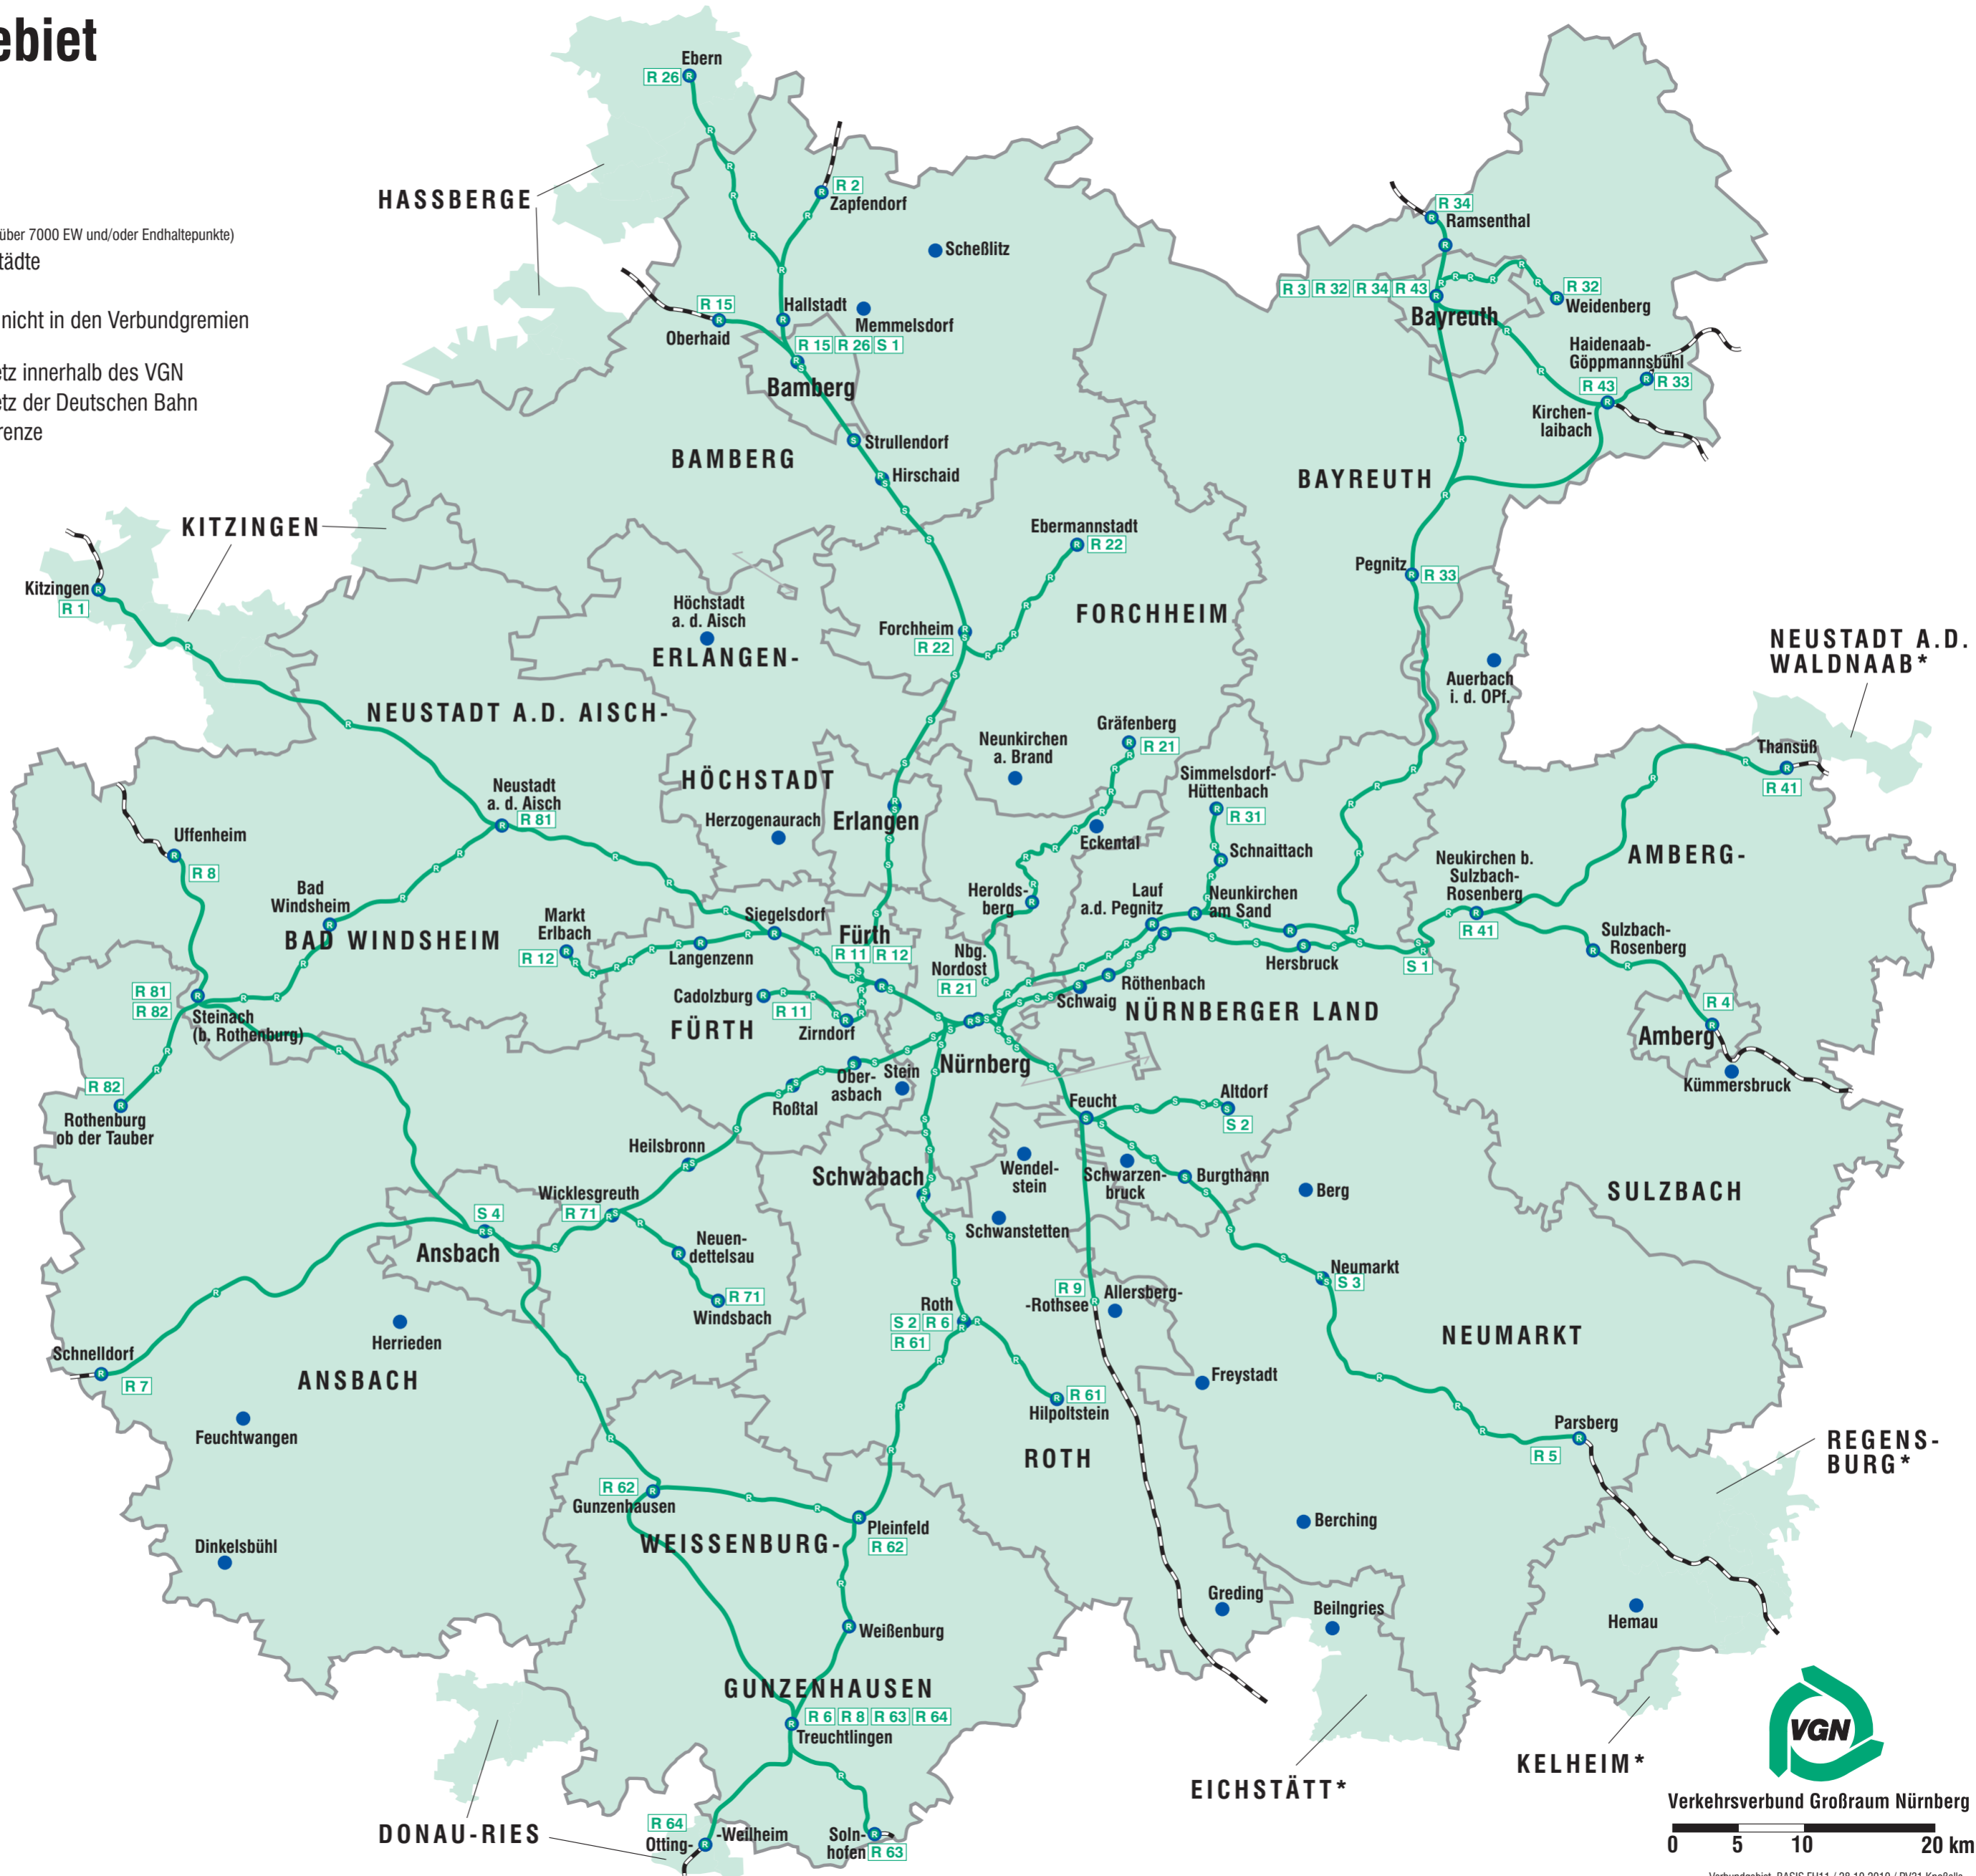 ebiet
über 7000 EW und/oder Endhaltepunkte)
tädte
nicht in den Verbundgremien
etz innerhalb des VGN
etz der Deutschen Bahn
renze
Ebern
R 26
HASSBERGE
R 2
Zapfendorf
Scheßlitz
R 34
Ramsenthal
R 3 R 32 R 34 R 43
Bayreuth
R 32
Weidenberg
R 15
Oberhaid
Hallstadt
Memmelsdorf
R 15 R 26 S 1
Bamberg
Haidenaab-
Göppmannsbühl
R 43
R 33
Kirchen-
laibach
Strullendorf
BAMBERG
Hirschaid
BAYREUTH
KITZINGEN
Ebermannstadt
R 22
Kitzingen
R 1
Pegnitz
R 33
Höchstadt
a. d. Aisch
ERLANGEN-
Forchheim
R 22
FORCHHEIM
NEUSTADT A.D.
WALDNAAB*
Auerbach
i. d. OPf.
NEUSTADT A.D. AISCH-
Neunkirchen
a. Brand
Gräfenberg
R 21
Thansüß
R 41
HÖCHSTADT
Simmelsdorf-
Hüttenbach
R 31
Neustadt
a. d. Aisch
R 81
Herzogenaurach
Erlangen
Uffenheim
R 8
Eckental
Schnaittach
Neukirchen b.
Sulzbach-
Rosenberg
R 41
AMBERG-
Bad
Windsheim
BAD WINDSHEIM
Markt
Erlbach
R 12
Siegelsdorf
Langenzenn
Fürth
R 11 R 12
Herolds-
berg
Lauf
a.d. Pegnitz
Neunkirchen
am Sand
Hersbruck
S 1
Sulzbach-
Rosenberg
Nbg.
Nordost
R 21
R 81
R 82
Steinach
(b. Rothenburg)
Cadolzburg
R 11
FÜRTH
Zirndorf
Schwaig
Röthenbach
NÜRNBERGER LAND
R 4
Amberg
Kümmersbruck
Nürnberg
R 82
Rothenburg
ob der Tauber
Ober-
asbach
Stein
Roßtal
Feucht
Altdorf
S 2
Heilsbronn
Schwabach
Wendel-
stein
Schwarzen-
bruck
Burgthann
Berg
SULZBACH
Wicklesgreuth
R 71
S 4
Ansbach
Schwanstetten
Neuen-
dettelsau
R 71
Windsbach
Neumarkt
S 3
R 9
-Rothsee
Allersberg-
Herrieden
Roth
S 2 R 6
R 61
NEUMARKT
Schnelldorf
R 7
ANSBACH
Freystadt
R 61
Hilpoltstein
Feuchtwangen
ROTH
Parsberg
R 5
REGENS-
BURG*
R 62
Gunzenhausen
Pleinfeld
R 62
WEISSENBURG-
Berching
Dinkelsbühl
Greding
Beilngries
Hemau
Weißenburg
GUNZENHAUSEN
R 6 R 8 R 63 R 64
Treuchtlingen
VGN
KELHEIM*
EICHSTÄTT*
Verkehrsverbund Großraum Nürnberg
0 5 10 20 km
DONAU-RIES
R 64
Otting-
-Weilheim
Soln-
hofen
R 63